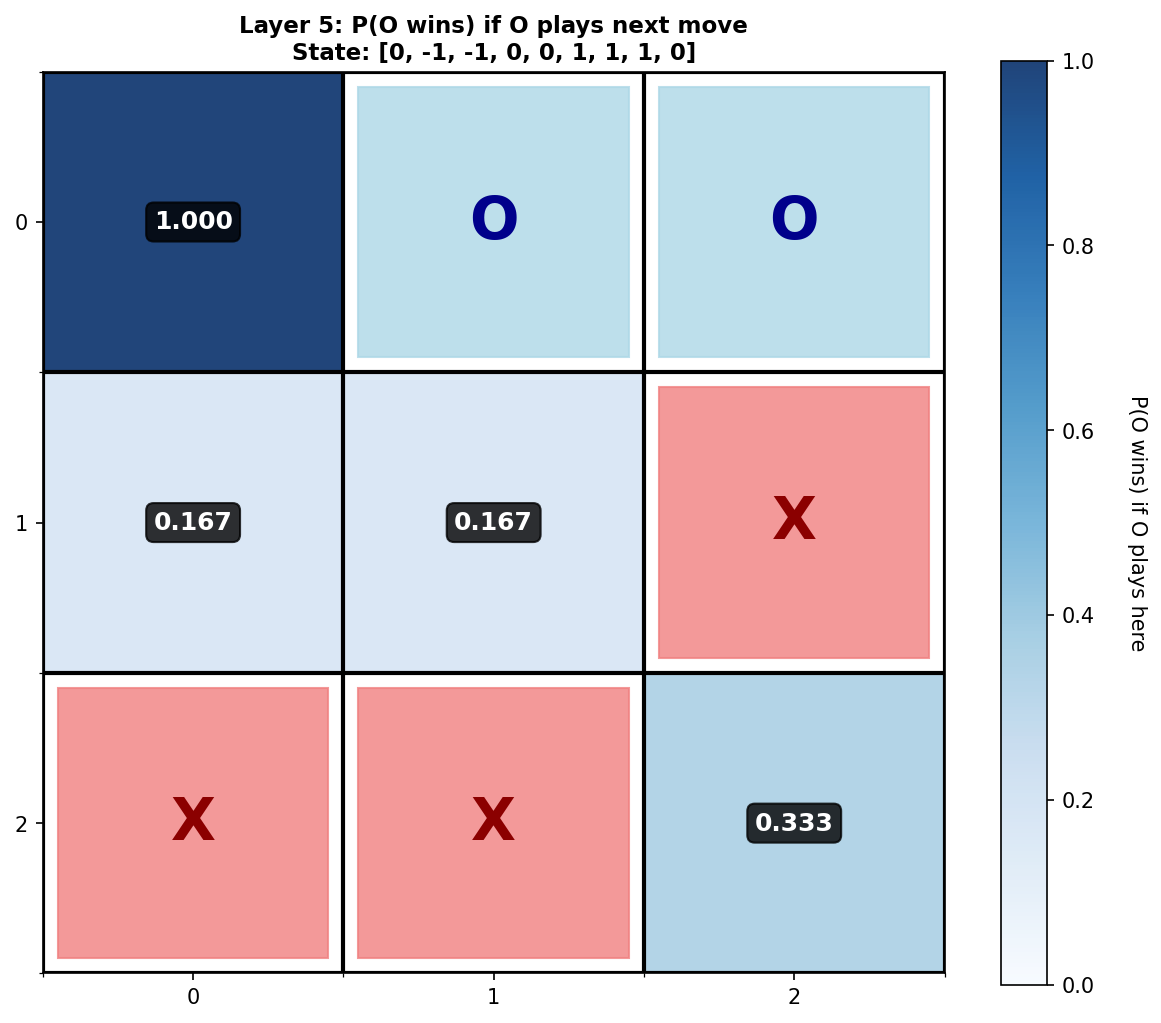 Layer 5: P(O wins) if O plays next move
State: [0, -1, -1, 0, 0, 1, 1, 1, 0]
0
1.000
O
O
1
0.167
0.167
X
2
X
X
0.333
0
1
2
1.0
0.8
0.6
0.4
0.2
0.0
P(O wins) if O plays here